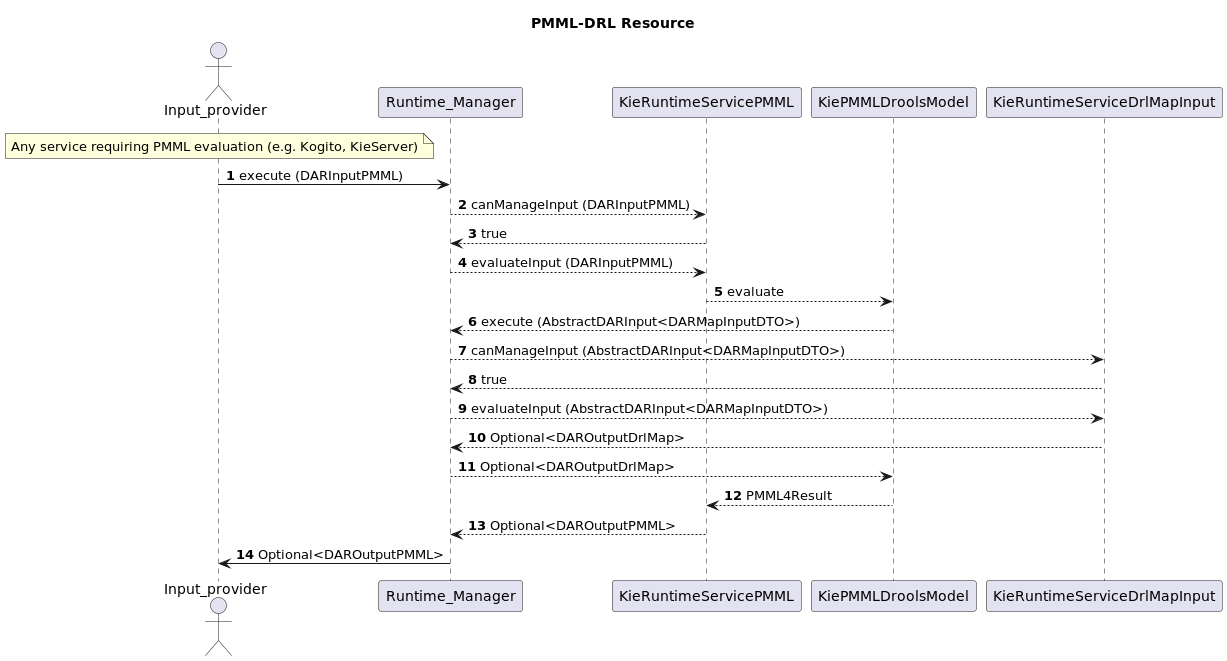 PMML-DRL Resource
Input_provider
Runtime_Manager
KieRuntimeServicePMML
KiePMMLDroolsModel
KieRuntimeServiceDrlMapInput
Any service requiring PMML evaluation (e.g. Kogito, KieServer)
1 execute (DARInputPMML)
2 canManageInput (DARInputPMML)
3 true
4 evaluateInput (DARInputPMML)
5 evaluate
6 execute (AbstractDARInput<DARMapInputDTO>)
7 canManageInput (AbstractDARInput<DARMapInputDTO>)
8 true
9 evaluateInput (AbstractDARInput<DARMapInputDTO>)
10 Optional<DAROutputDrlMap>
11 Optional<DAROutputDrlMap>
12 PMML4Result
13 Optional<DAROutputPMML>
14 Optional<DAROutputPMML>
Input_provider
Runtime_Manager
KieRuntimeServicePMML
KiePMMLDroolsModel
KieRuntimeServiceDrlMapInput